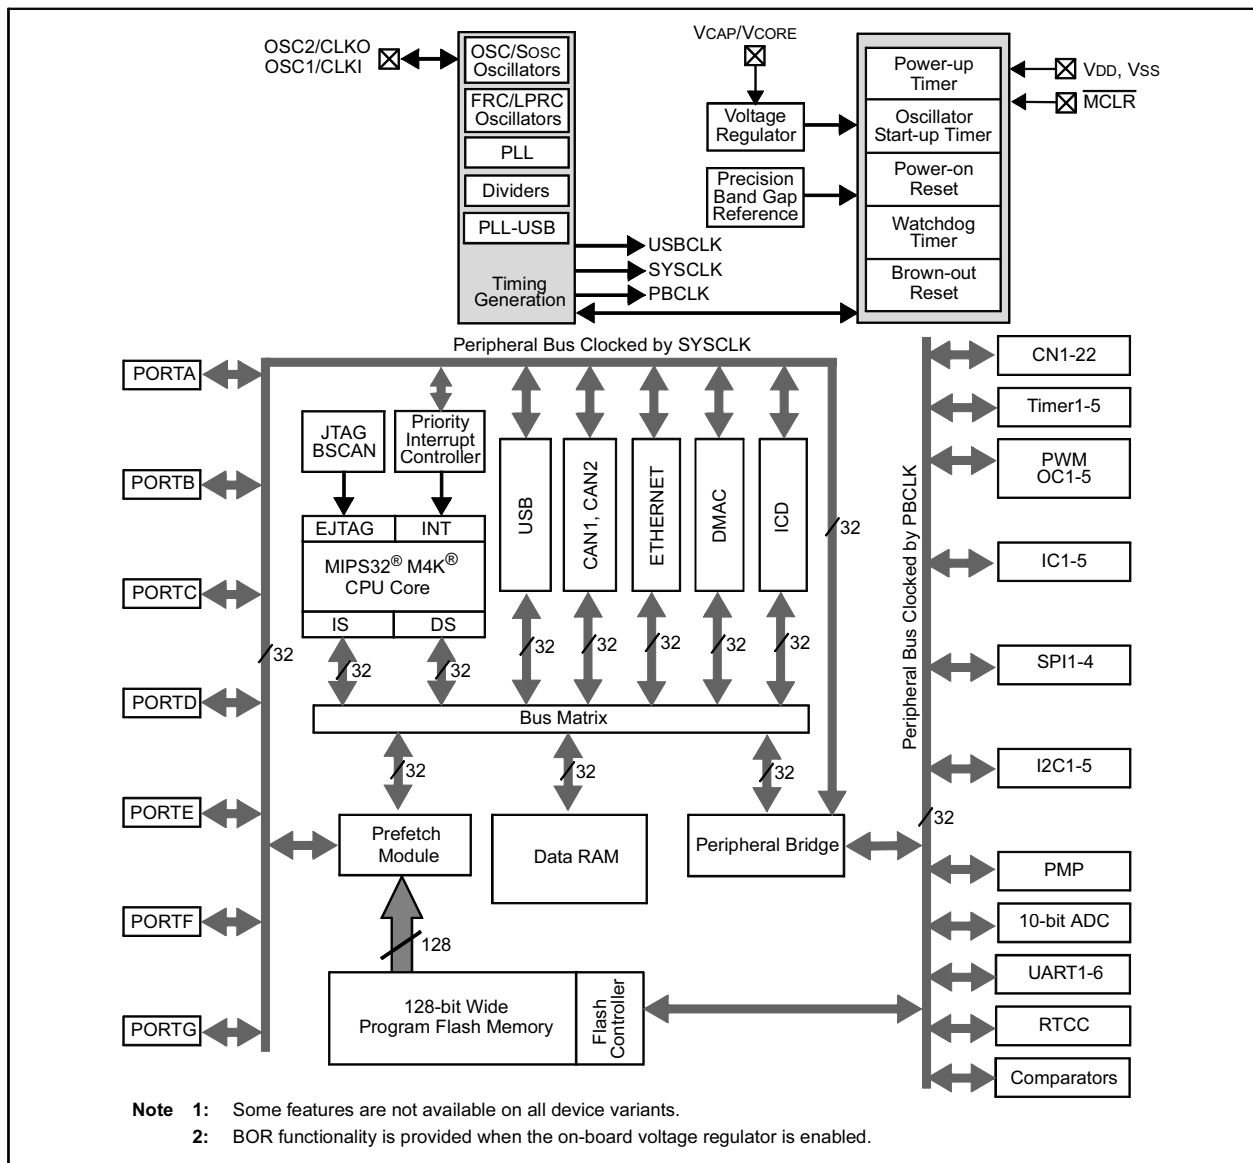 OSC2/CLKO
OSC1/CLKI
OSC/SOSC
Oscillators
FRC/LPRC
Oscillators
PLL
Dividers
PLL-USB
Timing
Generation
USBCLK
SYSCLK
PBCLK
VCAP/VCORE
Voltage
Regulator
Precision
Band Gap
Reference
Power-up
Timer
Oscillator
Start-up Timer
Power-on
Reset
Watchdog
Timer
Brown-out
Reset
VDD, VSS
MCLR
Peripheral Bus Clocked by SYSCLK
PORTA
PORTB
PORTC
PORTD
PORTE
PORTF
PORTG
32
JTAG
BSCAN
Priority
Interrupt
Controller
EJTAG
INT
MIPS32® M4K®
CPU Core
IS
DS
32
32
USB
CAN1, CAN2
ETHERNET
DMAC
ICD
32
32
32
32
32
32
Bus Matrix
32
32
32
Prefetch
Module
Data RAM
Peripheral Bridge
128
128-bit Wide
Program Flash Memory
Flash
Controller
Peripheral Bus Clocked by PBCLK
32
CN1-22
Timer1-5
PWM
OC1-5
IC1-5
SPI1-4
I2C1-5
PMP
10-bit ADC
UART1-6
RTCC
Comparators
Note 1: Some features are not available on all device variants.
2: BOR functionality is provided when the on-board voltage regulator is enabled.